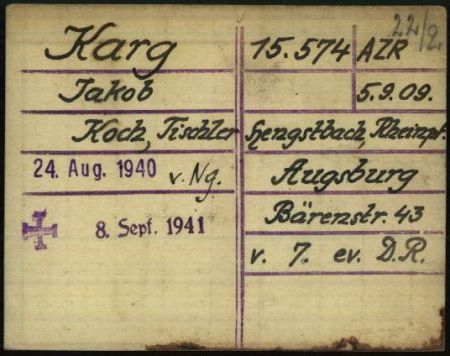 22/2
Karg 15.574 AZR
Jakob 5.9.09.
Koch, Tischler Hengstbach, Rheinpf.
24. Aug. 1940 v. Ng. Augsburg
8. Sept. 1941 Bärenstr. 43
v. 7. ev. D.R.